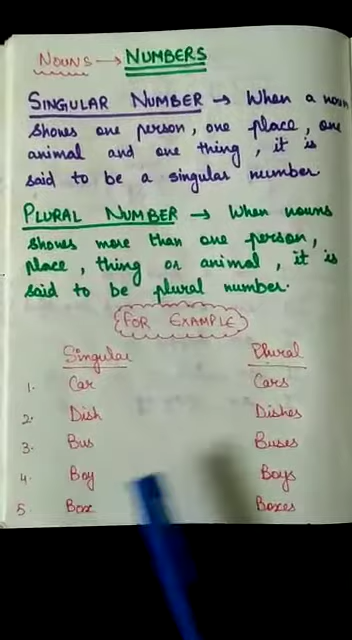 NOUNS → NUMBERS
SINGULAR NUMBER → When a noun
shows one person, one place, one
animal and one thing, it is
said to be a singular number
PLURAL NUMBER → When nouns
shows more than one person,
place, thing or animal, it is
said to be plural number.
FOR EXAMPLE
Singular Plural
1. Car Cars
2. Dish Dishes
3. Bus Buses
4. Boy Boys
5. Box Boxes